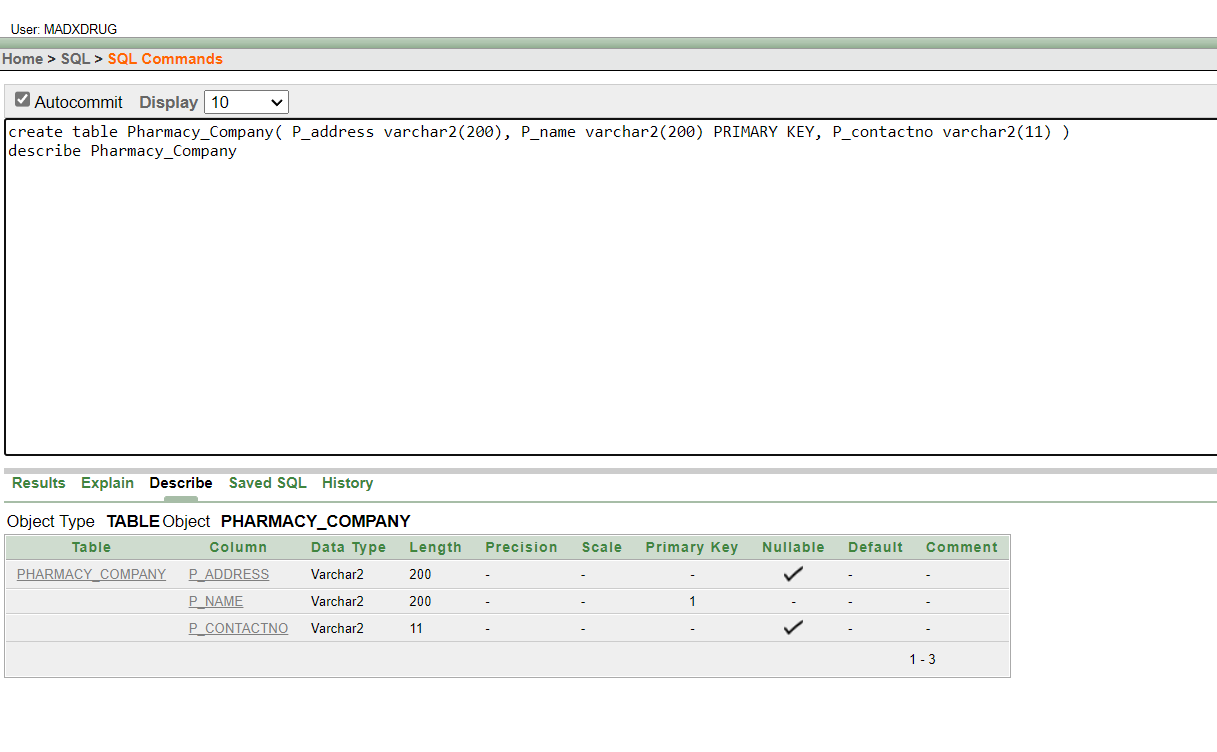 User: MADXDRUG
Home > SQL > SQL Commands
Autocommit Display 10
create table Pharmacy_Company( P_address varchar2(200), P_name varchar2(200) PRIMARY KEY, P_contactno varchar2(11) )
describe Pharmacy_Company
Results Explain Describe Saved SQL History
Object Type TABLE Object PHARMACY_COMPANY
Table Column Data Type Length Precision Scale Primary Key Nullable Default Comment
PHARMACY_COMPANY P_ADDRESS Varchar2 200 - - - - -
P_NAME Varchar2 200 - - 1 - - -
P_CONTACTNO Varchar2 11 - - - - -
1 - 3